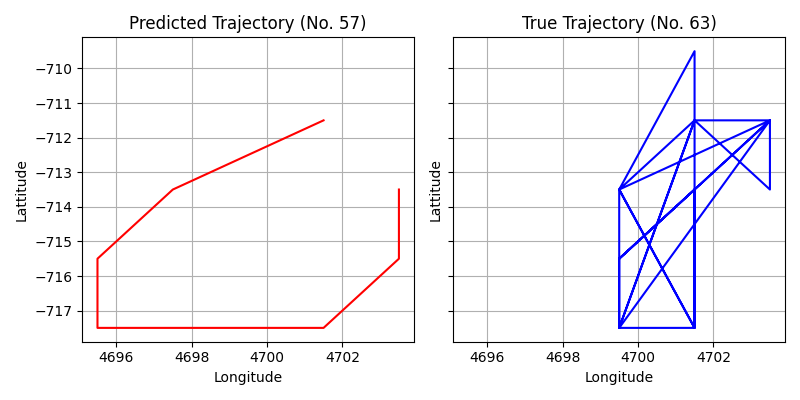 Predicted Trajectory (No. 57)
True Trajectory (No. 63)
−710
−711
−712
−713
−714
−715
−716
−717
Lattitude
Lattitude
4696 4698 4700 4702
4696 4698 4700 4702
Longitude
Longitude